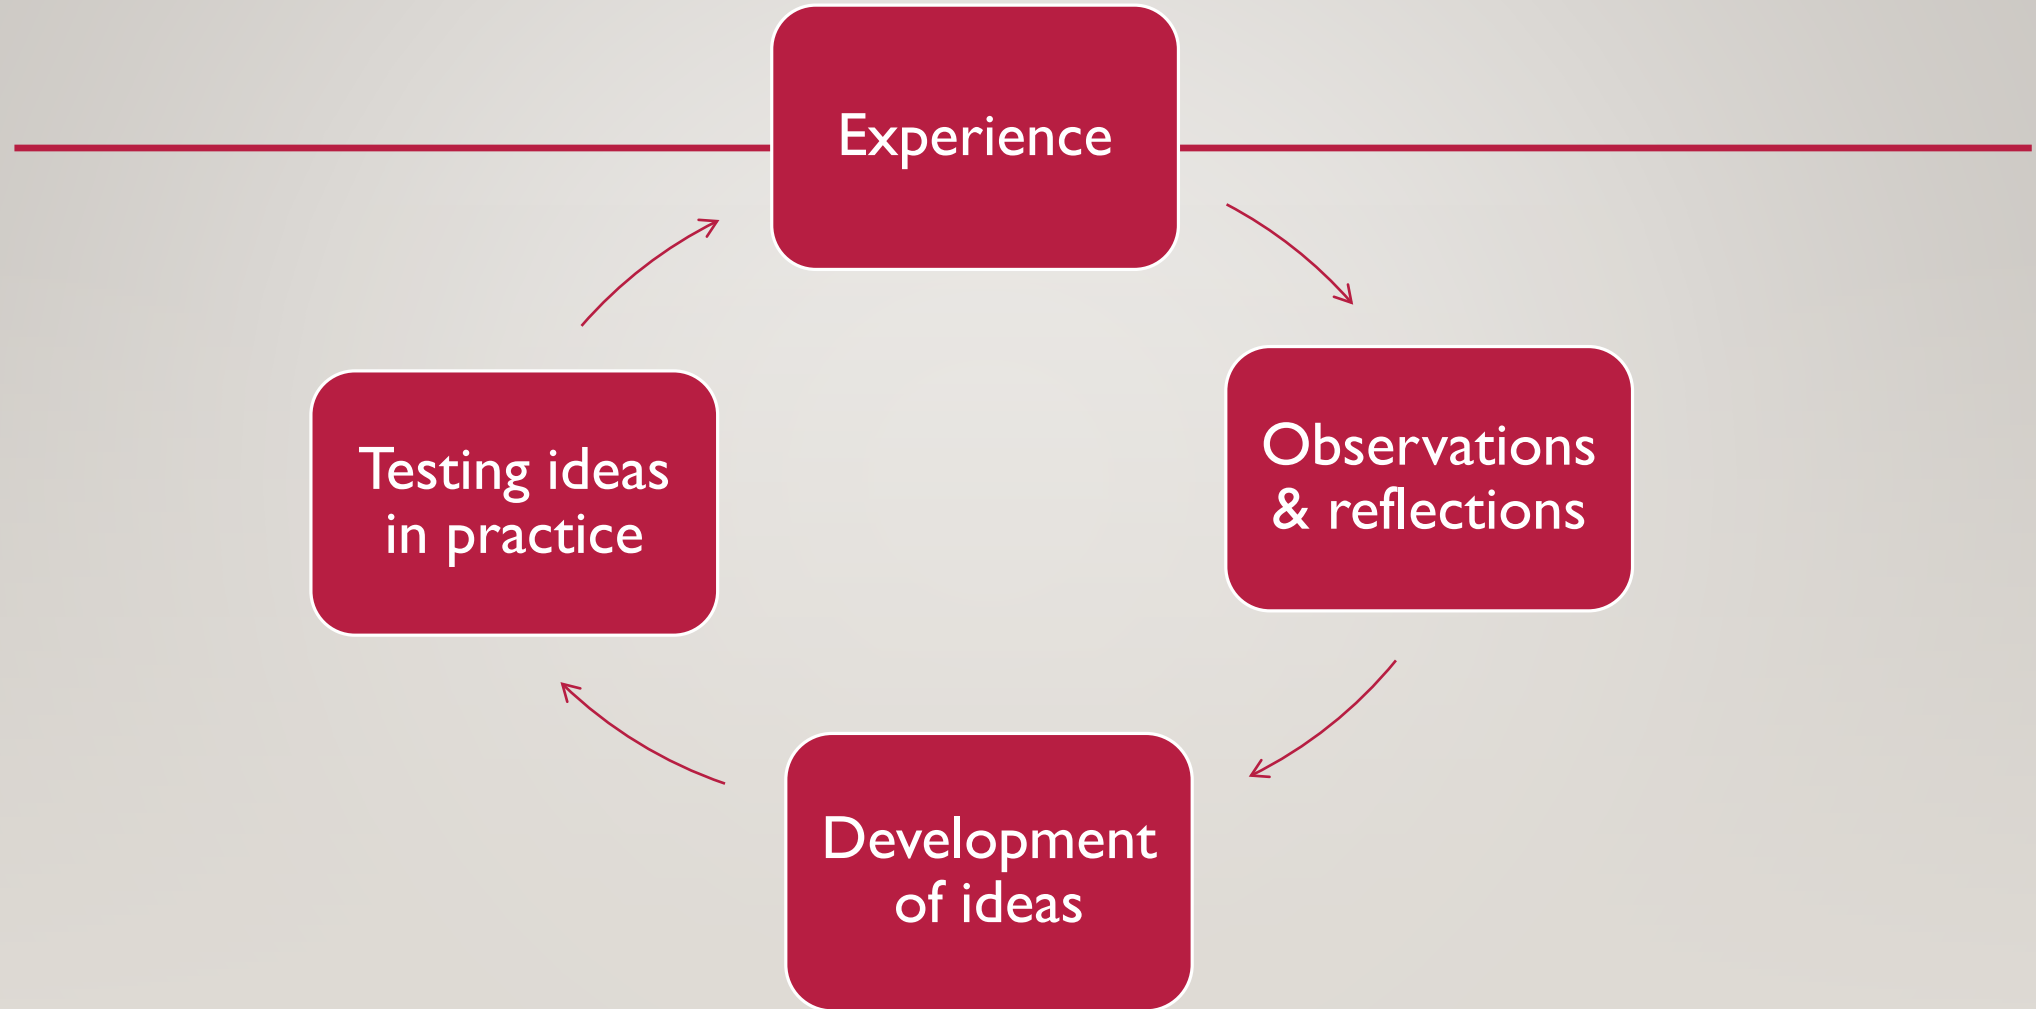 Experience
Observations
& reflections
Development
of ideas
Testing ideas
in practice